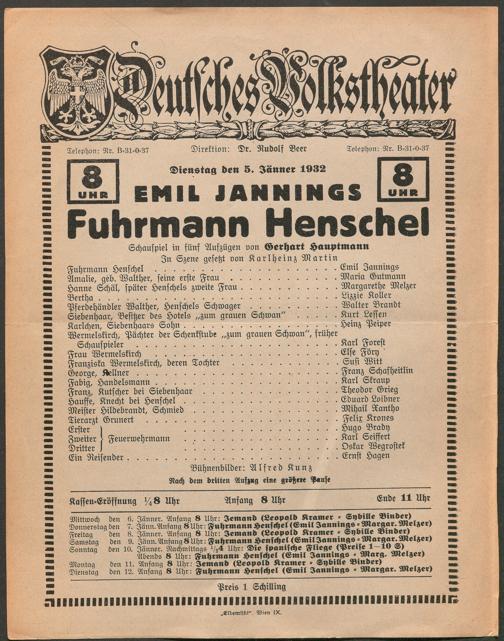 Deutsches Volkstheater
Telephon: Nr. B-31-0-37 Direktion: Dr. Rudolf Beer Telephon: Nr. B-31-0-37
Dienstag den 5. Jänner 1932
8 UHR EMIL JANNINGS 8 UHR
Fuhrmann Henschel
Schauspiel in fünf Aufzügen von Gerhart Hauptmann
In Szene gesetzt von Karlheinz Martin
Fuhrmann Henschel . . . Emil Jannings
Amalie, geb. Walther, seine erste Frau . . . Maria Gutmann
Hanne Schäl, später Henschels zweite Frau . . . Margarethe Melzer
Bertha . . . Lizzie Koller
Pferdehändler Walther, Henschels Schwager . . . Walter Brandt
Siebenhaar, Besitzer des Hotels „zum grauen Schwan“ . . . Kurt Lessen
Karlchen, Siebenhaars Sohn . . . Heinz Peiper
Wermelskirch, Pächter der Schenkstube „zum grauen Schwan“, früher
Schauspieler . . . Karl Forest
Frau Wermelskirch . . . Else Föry
Franziska Wermelskirch, deren Tochter . . . Susi Witt
George, Kellner . . . Franz Schafheitlin
Fabig, Handelsmann . . . Karl Skraup
Franz, Kutscher bei Siebenhaar . . . Theodor Grieg
Hauffe, Knecht bei Henschel . . . Eduard Loibner
Meister Hildebrandt, Schmied . . . Mihail Xantho
Tierarzt Grunert . . . Felix Krones
Erster } Feuerwehrmann . . . Hugo Brady
Zweiter } . . . Karl Seiffert
Dritter } . . . Oskar Wegrostek
Ein Reisender . . . Ernst Hagen
Bühnenbilder: Alfred Kunz
Nach dem dritten Aufzug eine größere Pause
Kassen-Eröffnung ¼8 Uhr Anfang 8 Uhr Ende 11 Uhr
Mittwoch den 6. Jänner. Anfang 8 Uhr: Jemand (Leopold Kramer - Sybille Binder)
Donnerstag den 7. Jänn. Anfang 8 Uhr: Fuhrmann Henschel (Emil Jannings - Margar. Melzer)
Freitag den 8. Jänner. Anfang 8 Uhr: Jemand (Leopold Kramer - Sybille Binder)
Samstag den 9. Jänn. Anfang 8 Uhr: Fuhrmann Henschel (Emil Jannings - Margar. Melzer)
Sonntag den 10. Jänner. Nachmittags ¼4 Uhr: Die spanische Fliege (Preise 1–10 S)
Abends 8 Uhr: Fuhrmann Henschel (Emil Jannings - Marg. Melzer)
Montag den 11. Anfang 8 Uhr: Jemand (Leopold Kramer - Sybille Binder)
Dienstag den 12. Anfang 8 Uhr: Fuhrmann Henschel (Emil Jannings - Margar. Melzer)
Preis 1 Schilling
„Elbemühl“, Wien IX.